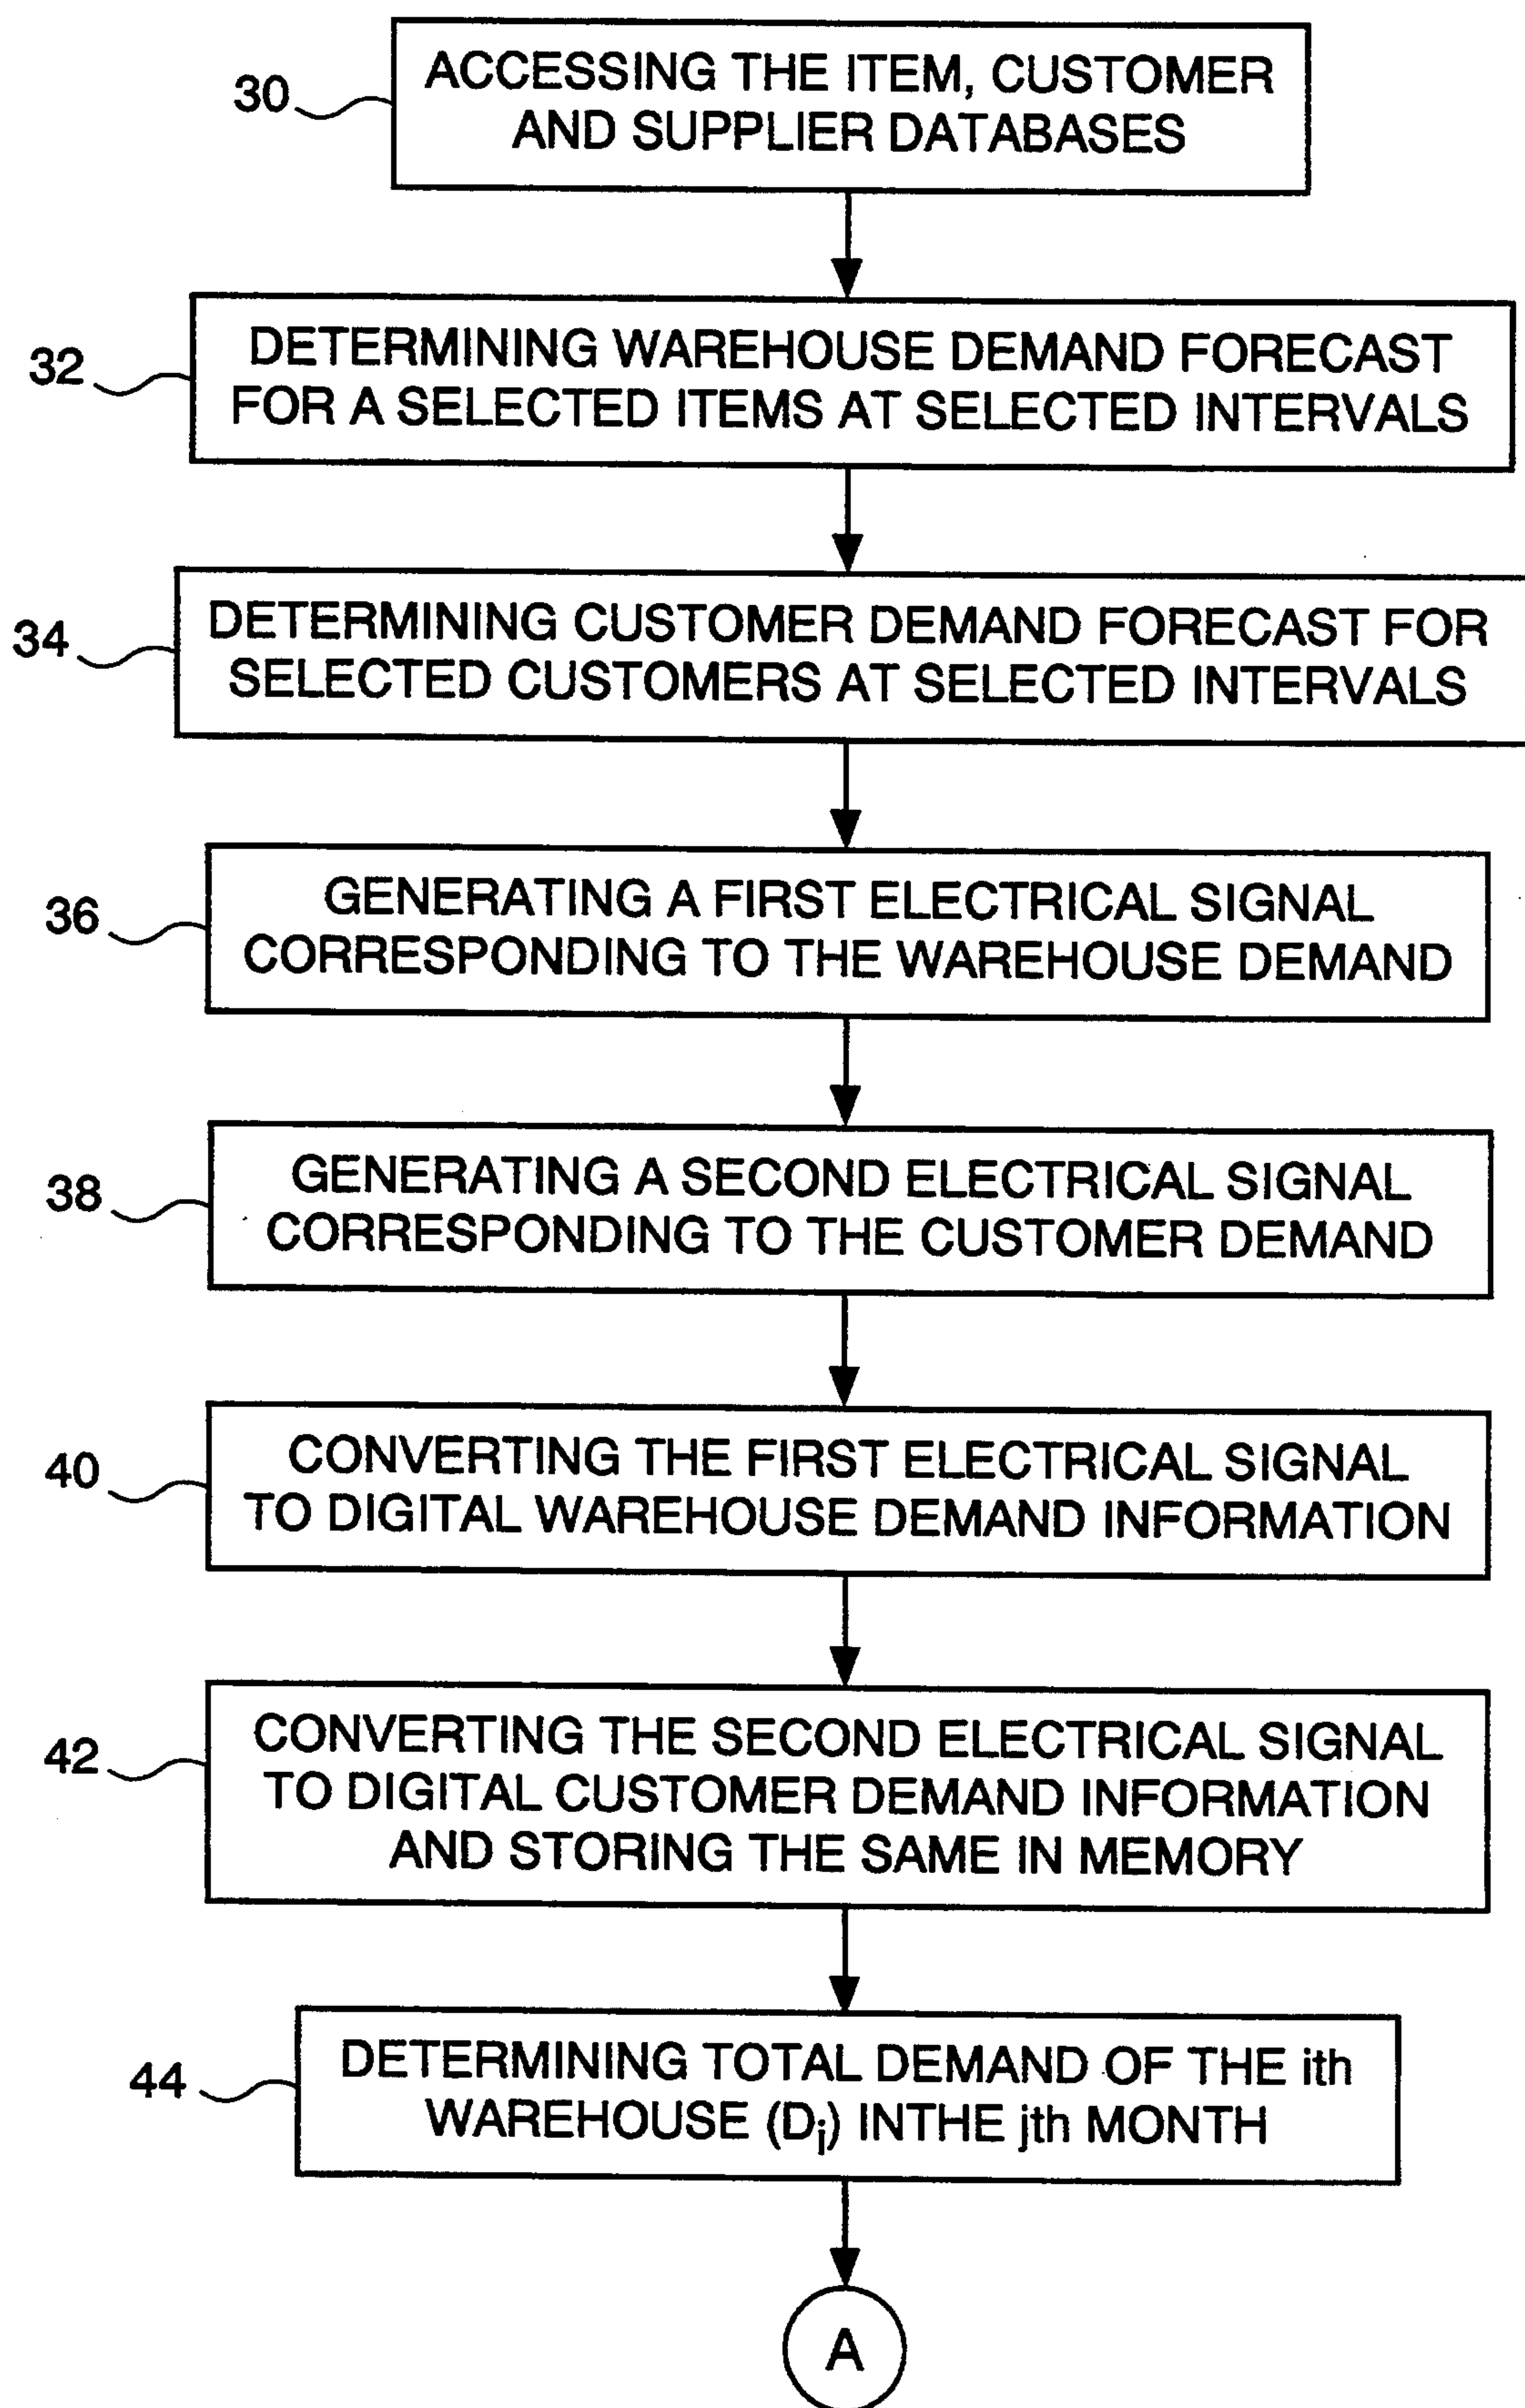 30
ACCESSING THE ITEM, CUSTOMER
AND SUPPLIER DATABASES
32
DETERMINING WAREHOUSE DEMAND FORECAST
FOR A SELECTED ITEMS AT SELECTED INTERVALS
34
DETERMINING CUSTOMER DEMAND FORECAST FOR
SELECTED CUSTOMERS AT SELECTED INTERVALS
36
GENERATING A FIRST ELECTRICAL SIGNAL
CORRESPONDING TO THE WAREHOUSE DEMAND
38
GENERATING A SECOND ELECTRICAL SIGNAL
CORRESPONDING TO THE CUSTOMER DEMAND
40
CONVERTING THE FIRST ELECTRICAL SIGNAL
TO DIGITAL WAREHOUSE DEMAND INFORMATION
42
CONVERTING THE SECOND ELECTRICAL SIGNAL
TO DIGITAL CUSTOMER DEMAND INFORMATION
AND STORING THE SAME IN MEMORY
44
DETERMINING TOTAL DEMAND OF THE ith
WAREHOUSE (Dj) INTHE jth MONTH
A